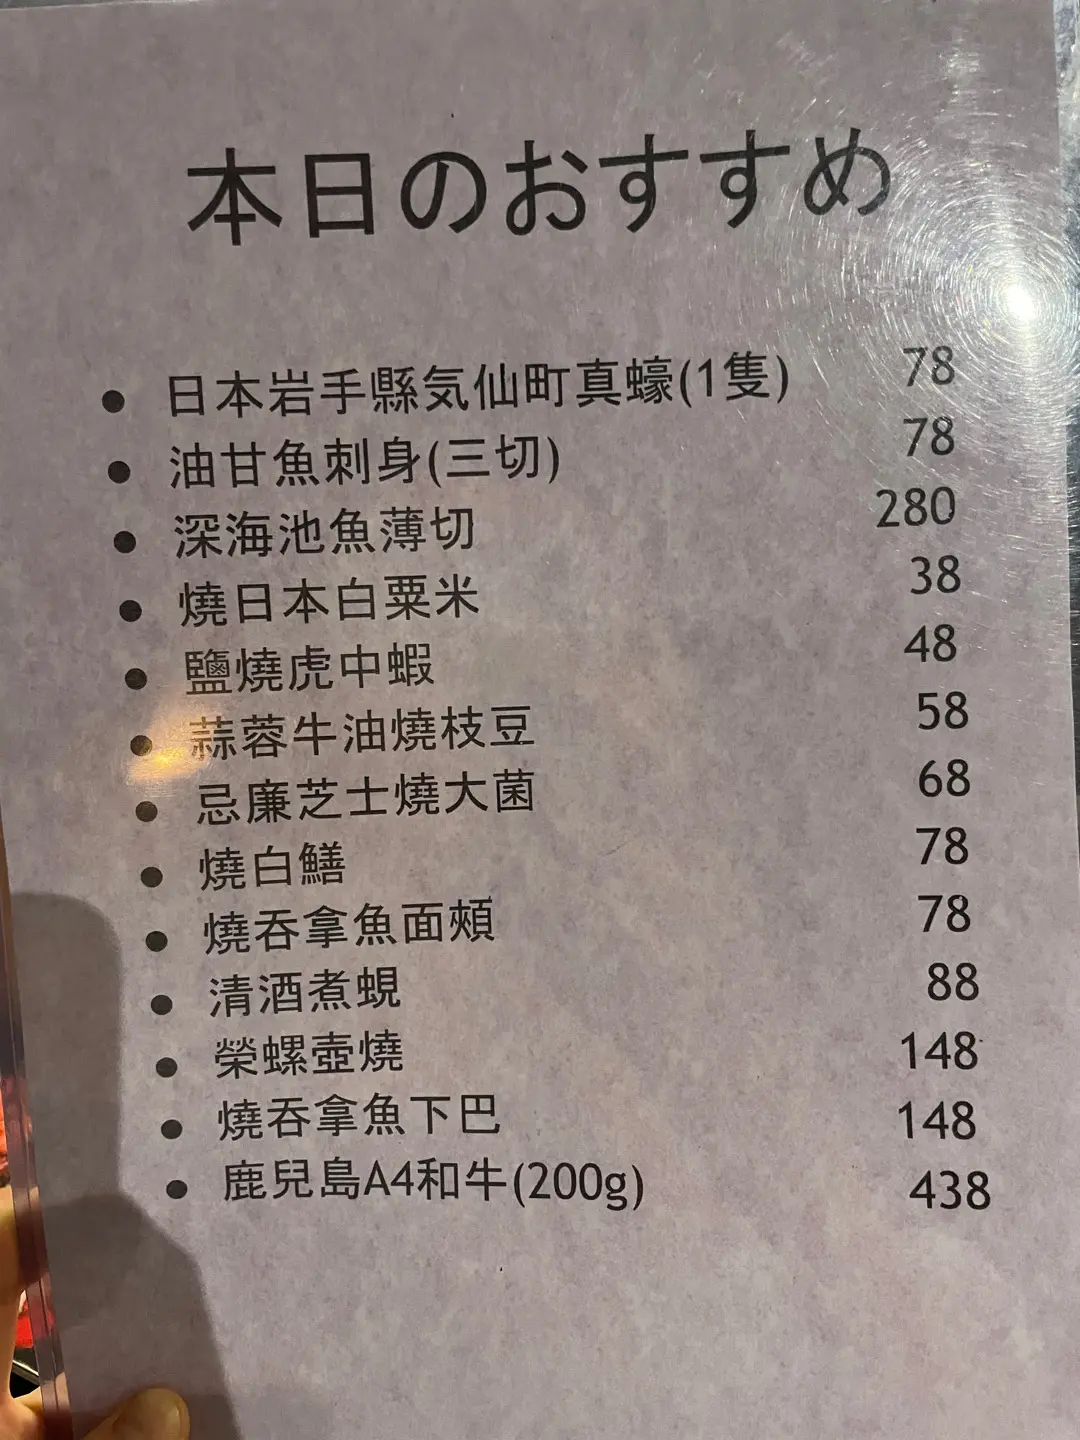 本日のおすすめ
• 日本岩手縣気仙町真蠔(1隻) 78
• 油甘魚刺身(三切) 78
• 深海池魚薄切 280
• 燒日本白粟米 38
• 鹽燒虎中蝦 48
• 蒜蓉牛油燒枝豆 58
• 忌廉芝士燒大菌 68
• 燒白鱔 78
• 燒吞拿魚面頰 78
• 清酒煮蜆 88
• 榮螺壺燒 148
• 燒吞拿魚下巴 148
• 鹿兒島A4和牛(200g) 438